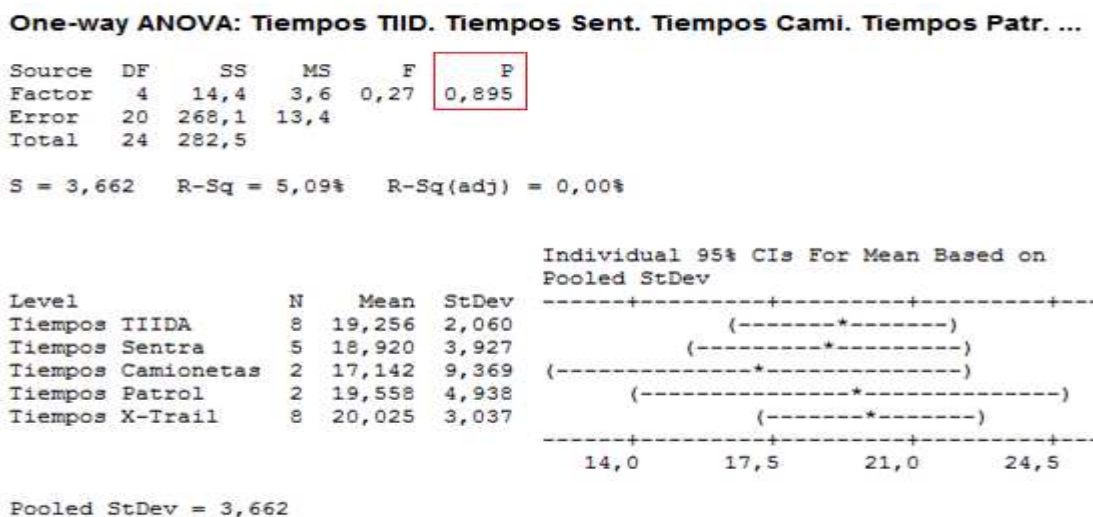 One-way ANOVA: Tiempos TIID. Tiempos Sent. Tiempos Cami. Tiempos Patr. ...
Source  DF     SS    MS     F      P
Factor   4   14,4   3,6  0,27  0,895
Error   20  268,1  13,4
Total   24  282,5
S = 3,662   R-Sq = 5,09%   R-Sq(adj) = 0,00%
Individual 95% CIs For Mean Based on
Pooled StDev
Level                N    Mean  StDev  ------+---------+---------+---------+---
Tiempos TIIDA        8  19,256  2,060               (-------*-------)
Tiempos Sentra       5  18,920  3,927            (---------*---------)
Tiempos Camionetas   2  17,142  9,369  (--------------*--------------)
Tiempos Patrol       2  19,558  4,938        (---------------*--------------)
Tiempos X-Trail      8  20,025  3,037                 (-------*-------)
------+---------+---------+---------+---
14,0      17,5      21,0      24,5
Pooled StDev = 3,662